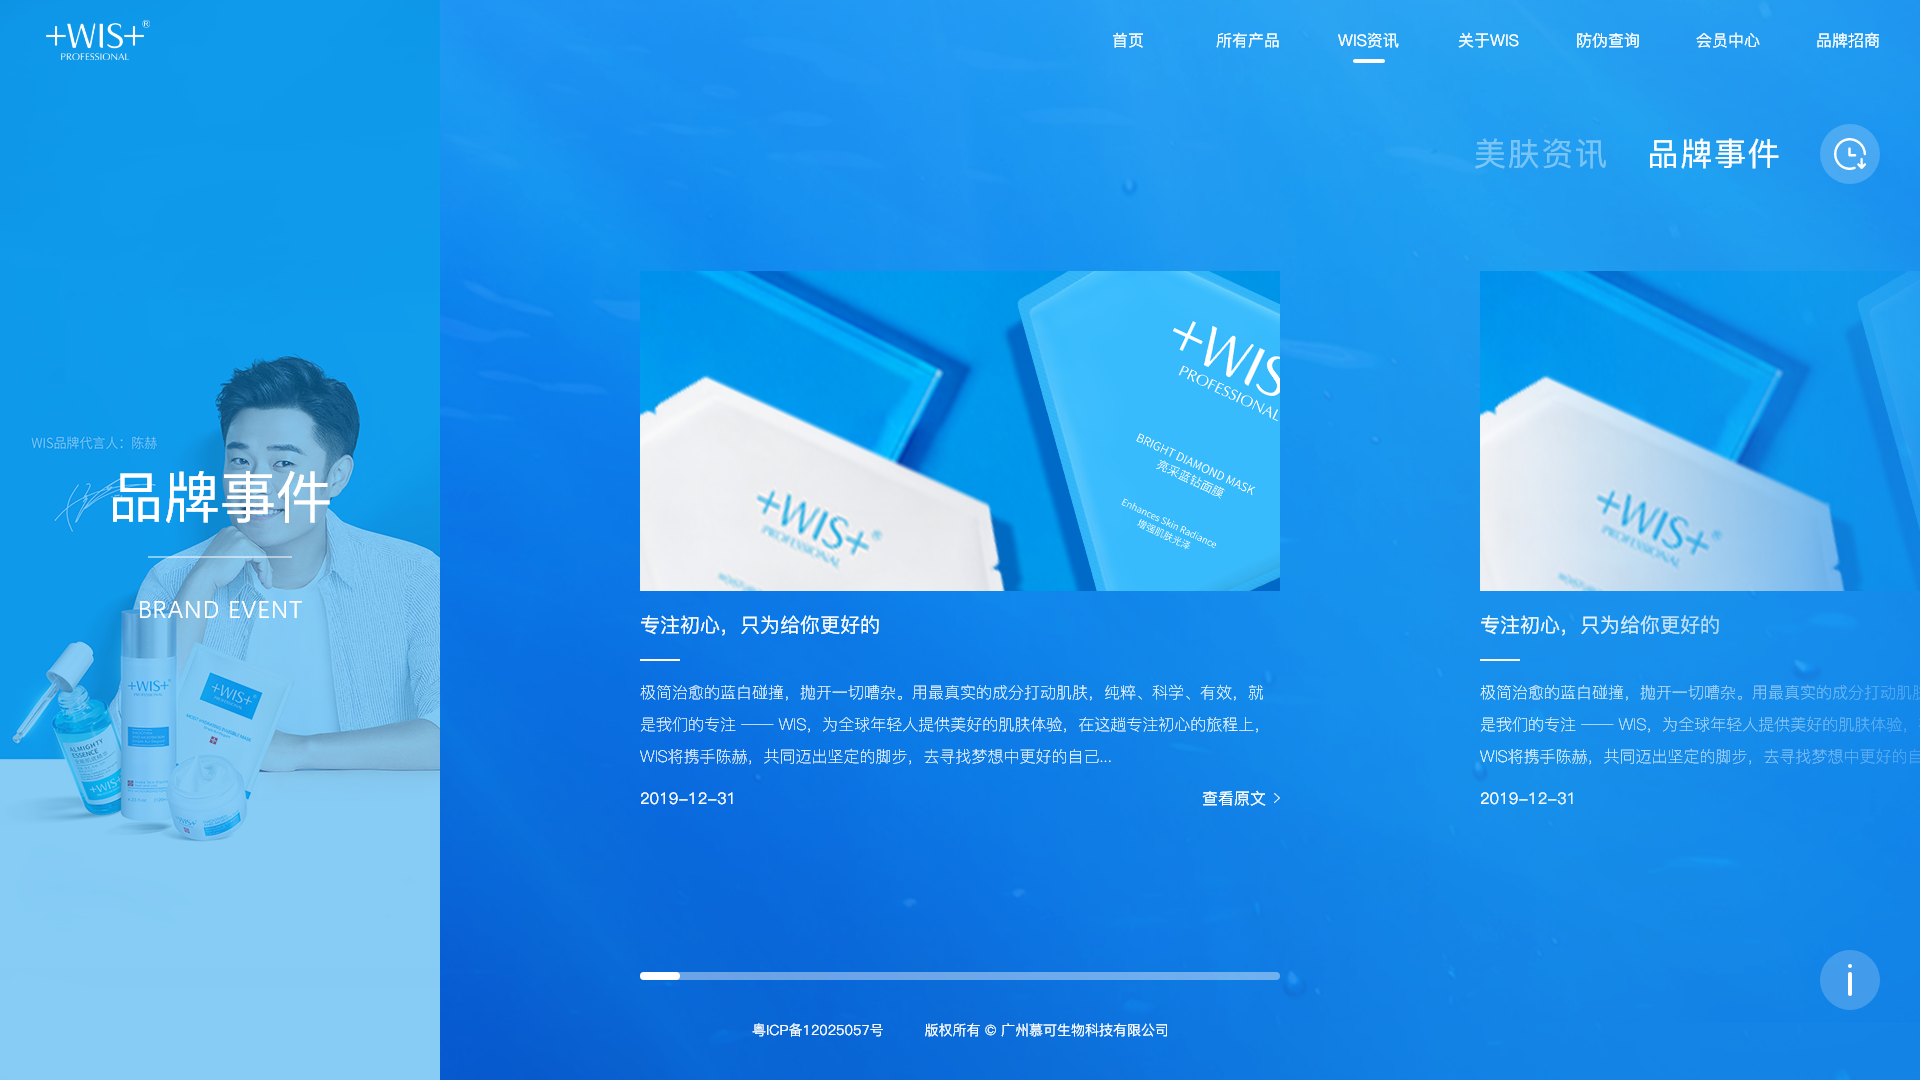 +WIS+®
PROFESSIONAL
首页
所有产品
WIS资讯
关于WIS
防伪查询
会员中心
品牌招商
美肤资讯
品牌事件
WIS品牌代言人：陈赫
品牌事件
BRAND EVENT
+WIS+
ALMIGHTY
ESSENCE
+WIS
+WIS+
+WIS
PROFESSIONAL
BRIGHT DIAMOND MASK
亮采蓝钻面膜
Enhances Skin Radiance
增强肌肤光泽
+WIS+®
PROFESSIONAL
专注初心，只为给你更好的
极简治愈的蓝白碰撞，抛开一切嘈杂。用最真实的成分打动肌肤，纯粹、科学、有效，就
是我们的专注 —— WIS，为全球年轻人提供美好的肌肤体验，在这趟专注初心的旅程上，
WIS将携手陈赫，共同迈出坚定的脚步，去寻找梦想中更好的自己...
2019-12-31
查看原文 >
+WIS+®
PROFESSIONAL
专注初心，只为给你更好的
极简治愈的蓝白碰撞，抛开一切嘈杂。用最真实的成分打动肌肤
是我们的专注 —— WIS，为全球年轻人提供美好的肌肤体验，
WIS将携手陈赫，共同迈出坚定的脚步，去寻找梦想中更好的自
2019-12-31
粤ICP备12025057号
版权所有 © 广州慕可生物科技有限公司